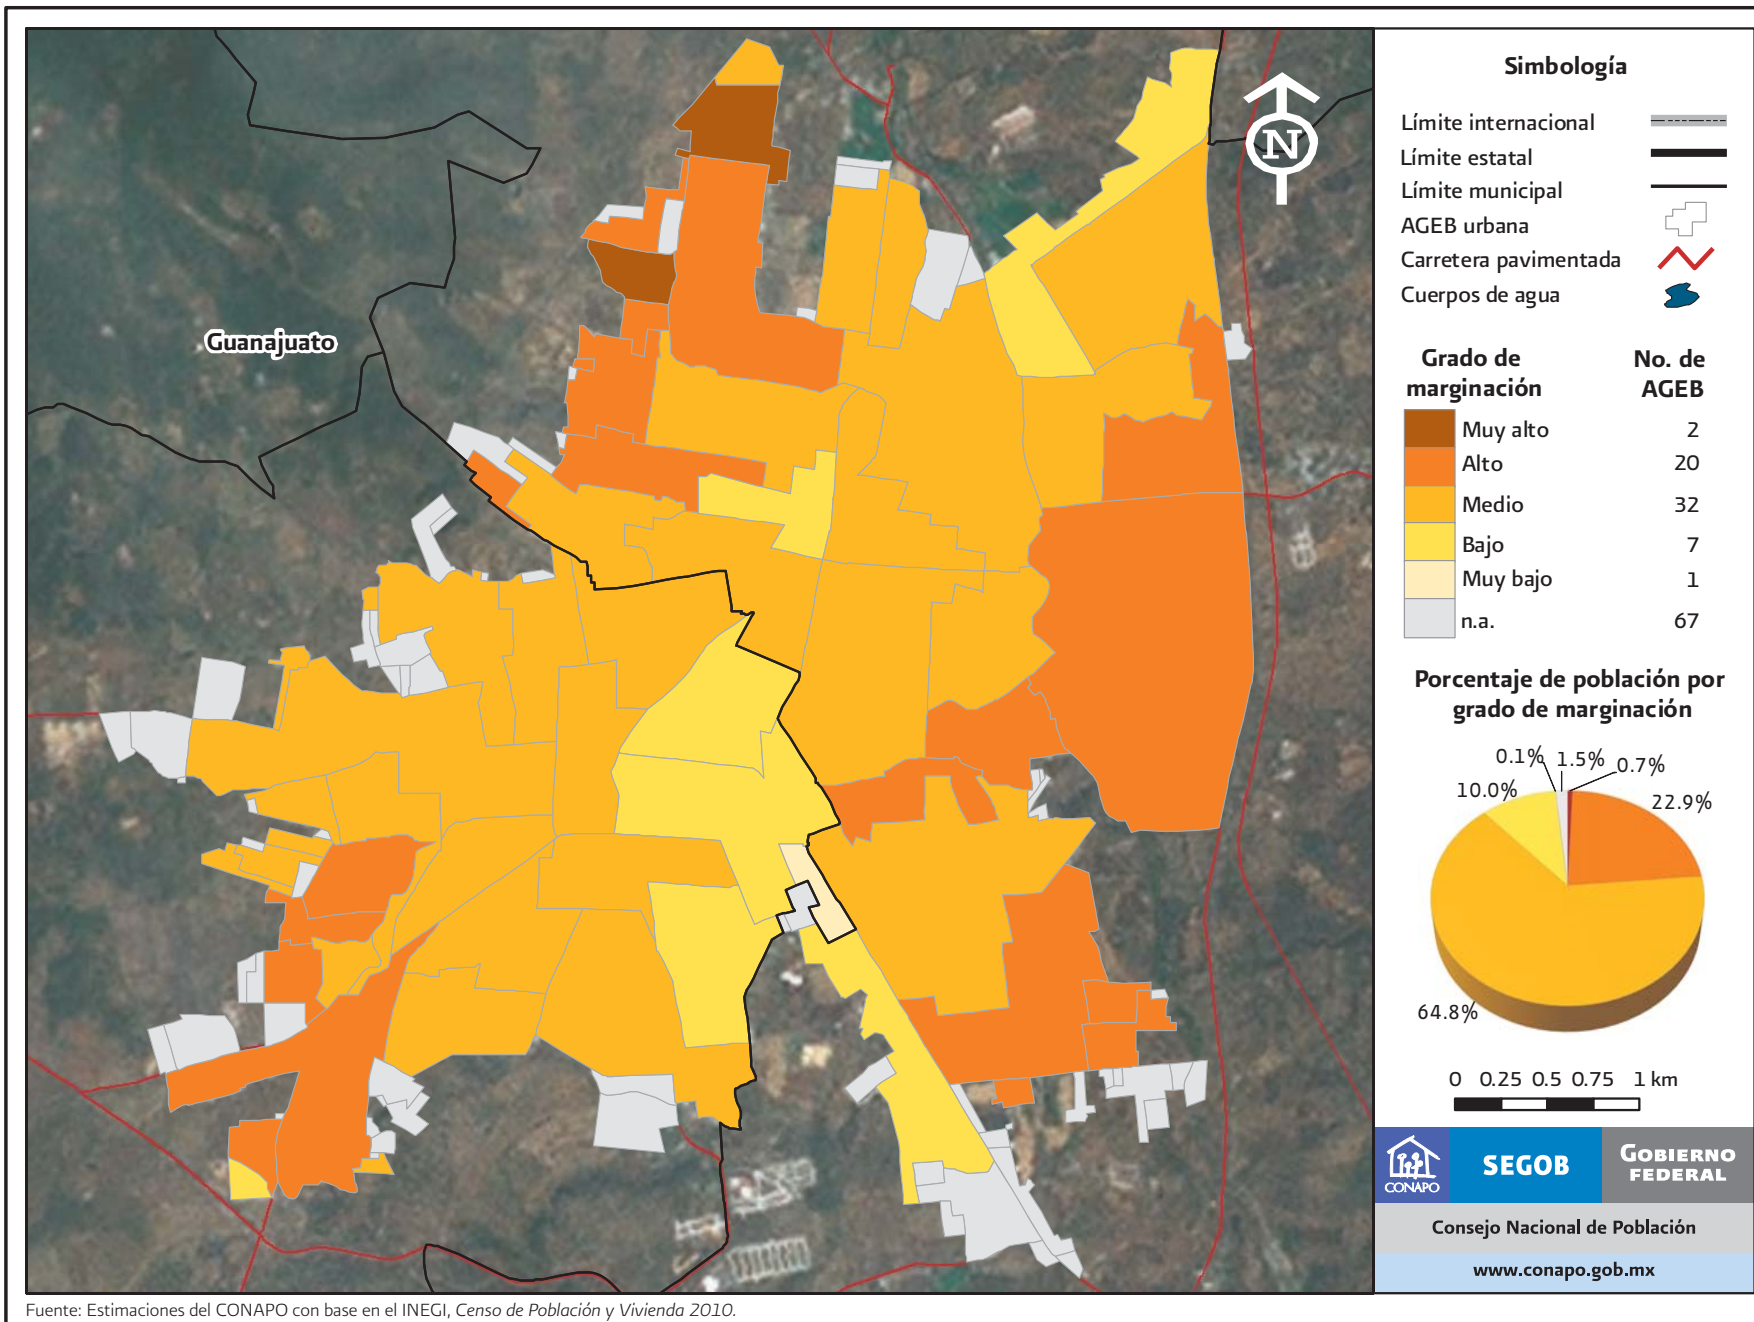 Guanajuato
N
Simbología
Límite internacional
Límite estatal
Límite municipal
AGEB urbana
Carretera pavimentada
Cuerpos de agua
Grado de marginación
No. de AGEB
Muy alto 2
Alto 20
Medio 32
Bajo 7
Muy bajo 1
n.a. 67
Porcentaje de población por
grado de marginación
0.1% 1.5% 0.7%
10.0% 22.9%
64.8%
0 0.25 0.5 0.75 1 km
CONAPO
SEGOB
GOBIERNO
FEDERAL
Consejo Nacional de Población
www.conapo.gob.mx
Fuente: Estimaciones del CONAPO con base en el INEGI, Censo de Población y Vivienda 2010.